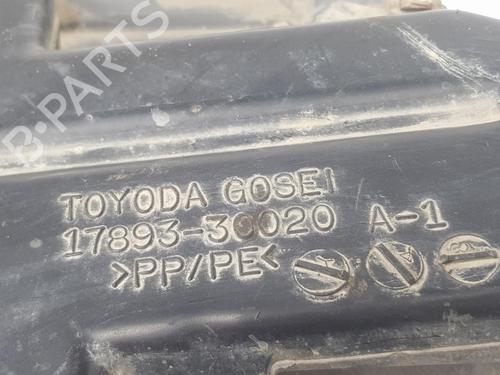 B-PARTS
TOYODA GOSEI
17893-30020 A-1
>PP/PE<